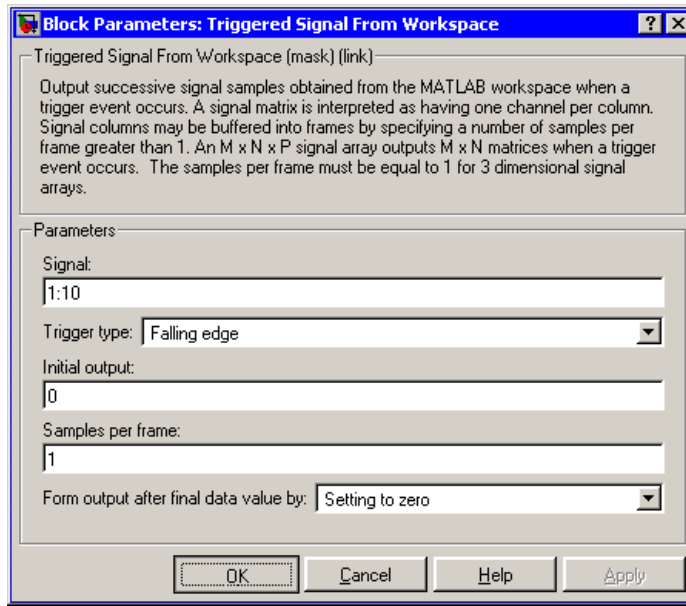 Block Parameters: Triggered Signal From Workspace
Triggered Signal From Workspace (mask) (link)
Output successive signal samples obtained from the MATLAB workspace when a
trigger event occurs. A signal matrix is interpreted as having one channel per column.
Signal columns may be buffered into frames by specifying a number of samples per
frame greater than 1. An M x N x P signal array outputs M x N matrices when a trigger
event occurs. The samples per frame must be equal to 1 for 3 dimensional signal
arrays.
Parameters
Signal:
1:10
Trigger type: Falling edge
Initial output:
0
Samples per frame:
1
Form output after final data value by: Setting to zero
OK Cancel Help Apply